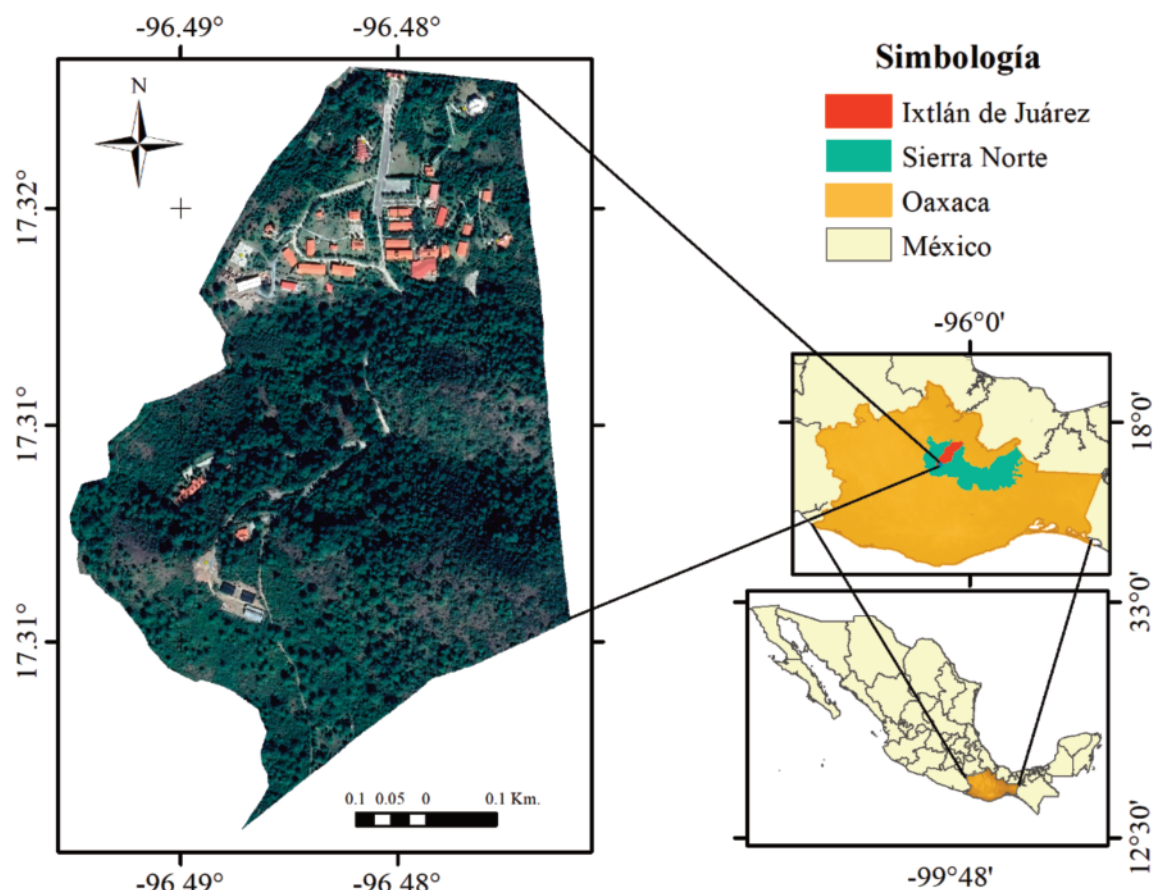 -96.49° -96.48°
N
17.32°
17.31°
17.31°
0.1 0.05 0 0.1 Km.
-96.49° -96.48°
Simbología
Ixtlán de Juárez
Sierra Norte
Oaxaca
México
-96°0'
18°0'
33°0'
12°30'
-99°48'